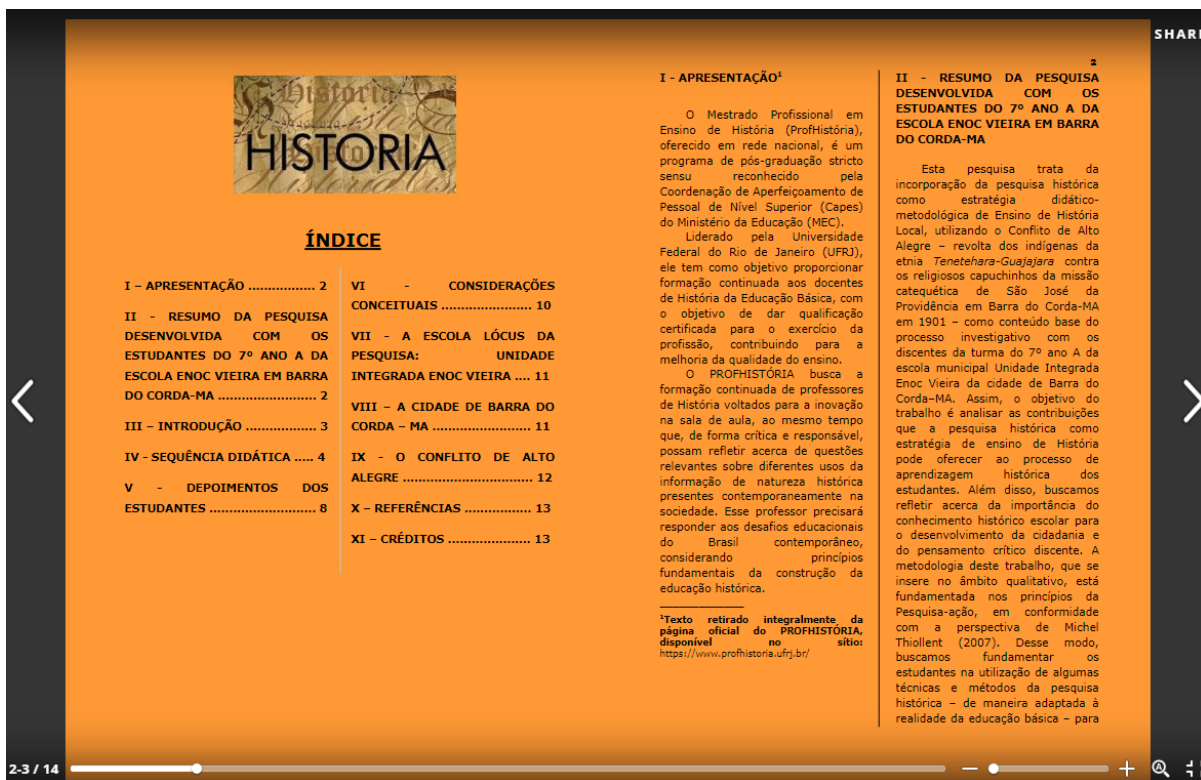 SHARE
HISTORIA
ÍNDICE
I – APRESENTAÇÃO ................. 2
II - RESUMO DA PESQUISA
DESENVOLVIDA COM OS
ESTUDANTES DO 7º ANO A DA
ESCOLA ENOC VIEIRA EM BARRA
DO CORDA-MA ......................... 2
III – INTRODUÇÃO .................. 3
IV - SEQUÊNCIA DIDÁTICA ..... 4
V - DEPOIMENTOS DOS
ESTUDANTES ........................... 8
VI - CONSIDERAÇÕES
CONCEITUAIS ....................... 10
VII - A ESCOLA LÓCUS DA
PESQUISA: UNIDADE
INTEGRADA ENOC VIEIRA .... 11
VIII – A CIDADE DE BARRA DO
CORDA – MA ......................... 11
IX - O CONFLITO DE ALTO
ALEGRE ................................. 12
X – REFERÊNCIAS ................. 13
XI – CRÉDITOS ..................... 13
I - APRESENTAÇÃO¹
O Mestrado Profissional em
Ensino de História (ProfHistória),
oferecido em rede nacional, é um
programa de pós-graduação stricto
sensu reconhecido pela
Coordenação de Aperfeiçoamento de
Pessoal de Nível Superior (Capes)
do Ministério da Educação (MEC).
Liderado pela Universidade
Federal do Rio de Janeiro (UFRJ),
ele tem como objetivo proporcionar
formação continuada aos docentes
de História da Educação Básica, com
o objetivo de dar qualificação
certificada para o exercício da
profissão, contribuindo para a
melhoria da qualidade do ensino.
O PROFHISTÓRIA busca a
formação continuada de professores
de História voltados para a inovação
na sala de aula, ao mesmo tempo
que, de forma crítica e responsável,
possam refletir acerca de questões
relevantes sobre diferentes usos da
informação de natureza histórica
presentes contemporaneamente na
sociedade. Esse professor precisará
responder aos desafios educacionais
do Brasil contemporâneo,
considerando princípios
fundamentais da construção da
educação histórica.
¹Texto retirado integralmente da
página oficial do PROFHISTÓRIA,
disponível no sítio:
https://www.profhistoria.ufrj.br/
2
II - RESUMO DA PESQUISA
DESENVOLVIDA COM OS
ESTUDANTES DO 7º ANO A DA
ESCOLA ENOC VIEIRA EM BARRA
DO CORDA-MA
Esta pesquisa trata da
incorporação da pesquisa histórica
como estratégia didático-
metodológica de Ensino de História
Local, utilizando o Conflito de Alto
Alegre – revolta dos indígenas da
etnia Tenetehara-Guajajara contra
os religiosos capuchinhos da missão
catequética de São José da
Providência em Barra do Corda-MA
em 1901 – como conteúdo base do
processo investigativo com os
discentes da turma do 7º ano A da
escola municipal Unidade Integrada
Enoc Vieira da cidade de Barra do
Corda–MA. Assim, o objetivo do
trabalho é analisar as contribuições
que a pesquisa histórica como
estratégia de ensino de História
pode oferecer ao processo de
aprendizagem histórica dos
estudantes. Além disso, buscamos
refletir acerca da importância do
conhecimento histórico escolar para
o desenvolvimento da cidadania e
do pensamento crítico discente. A
metodologia deste trabalho, que se
insere no âmbito qualitativo, está
fundamentada nos princípios da
Pesquisa-ação, em conformidade
com a perspectiva de Michel
Thiollent (2007). Desse modo,
buscamos fundamentar os
estudantes na utilização de algumas
técnicas e métodos da pesquisa
histórica – de maneira adaptada à
realidade da educação básica – para
2-3 / 14